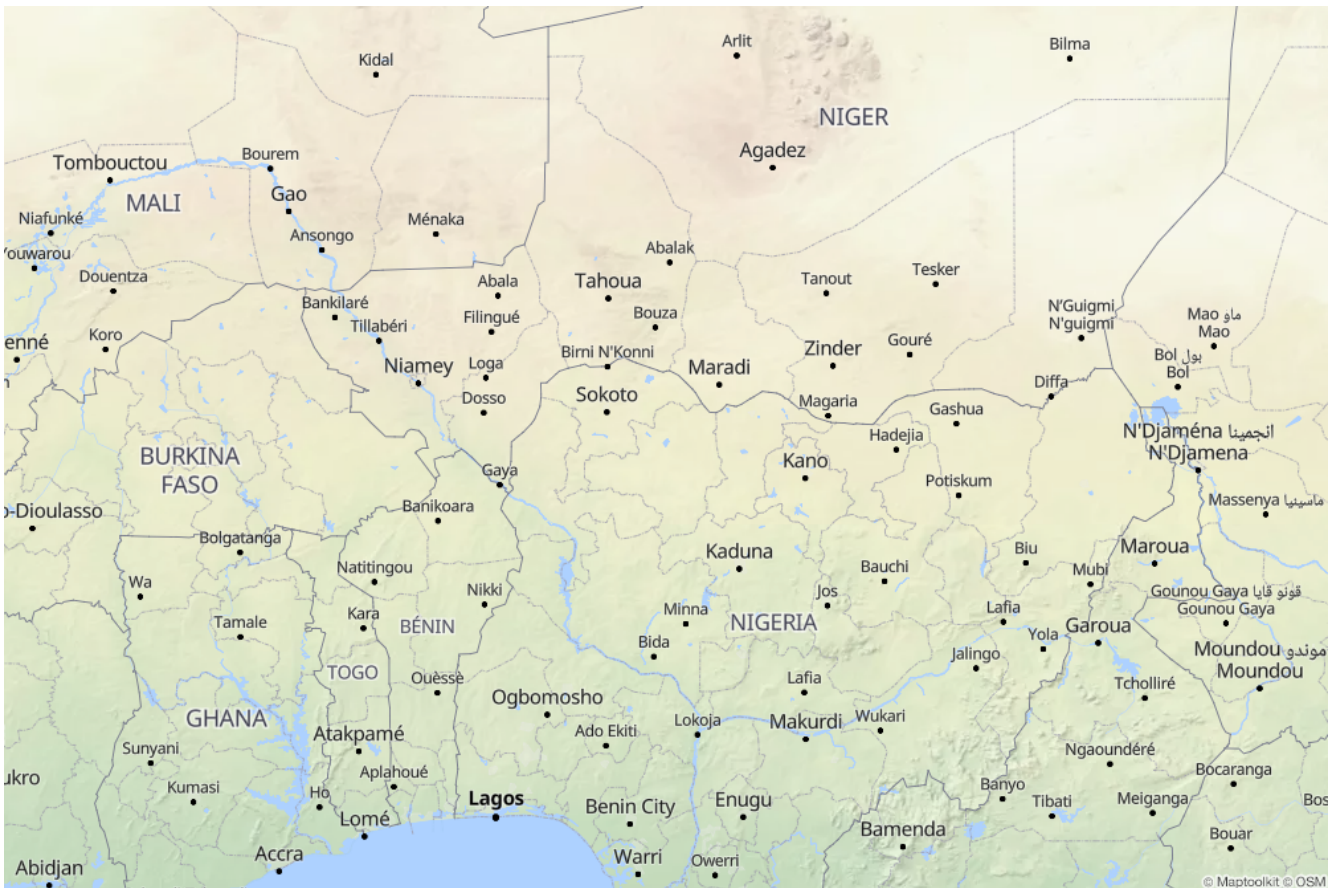 Arlit
Bilma
Kidal
NIGER
Agadez
Bourem
Tombouctou
Gao
MALI
Niafunké
Ménaka
Ansongo
Abalak
Youwarou
Douentza
Abala
Tahoua
Tanout
Tesker
Bankilaré
Filingué
Bouza
N'Guigmi
N'guigmi
Mao ماو
Mao
Tillabéri
Koro
enné
Birni N'Konni
Zinder
Gouré
Bol بول
Bol
Niamey
Loga
Maradi
Diffa
Dosso
Sokoto
Magaria
Gashua
Hadejia
N'Djaména انجمينا
N'Djamena
BURKINA
FASO
Kano
Gaya
Potiskum
Massenya ماسينيا
o-Dioulasso
Banikoara
Bolgatanga
Kaduna
Biu
Maroua
Natitingou
Bauchi
Mubi
Wa
Nikki
Jos
Gounou Gaya قونو قايا
Gounou Gaya
Kara
Minna
Lafia
Tamale
BÉNIN
NIGERIA
Garoua
Yola
Bida
Jalingo
Moundou موندو
Moundou
TOGO
Ouèssè
Lafia
Tcholliré
Ogbomosho
GHANA
Lokoja
Makurdi
Wukari
Atakpamé
Ado Ekiti
Sunyani
Ngaoundéré
ukro
Aplahoué
Bocaranga
Kumasi
Ho
Lagos
Benin City
Enugu
Banyo
Tibati
Meiganga
Bos
Lomé
Bamenda
Bouar
Accra
Warri
Owerri
Abidjan
© Maptoolkit © OSM